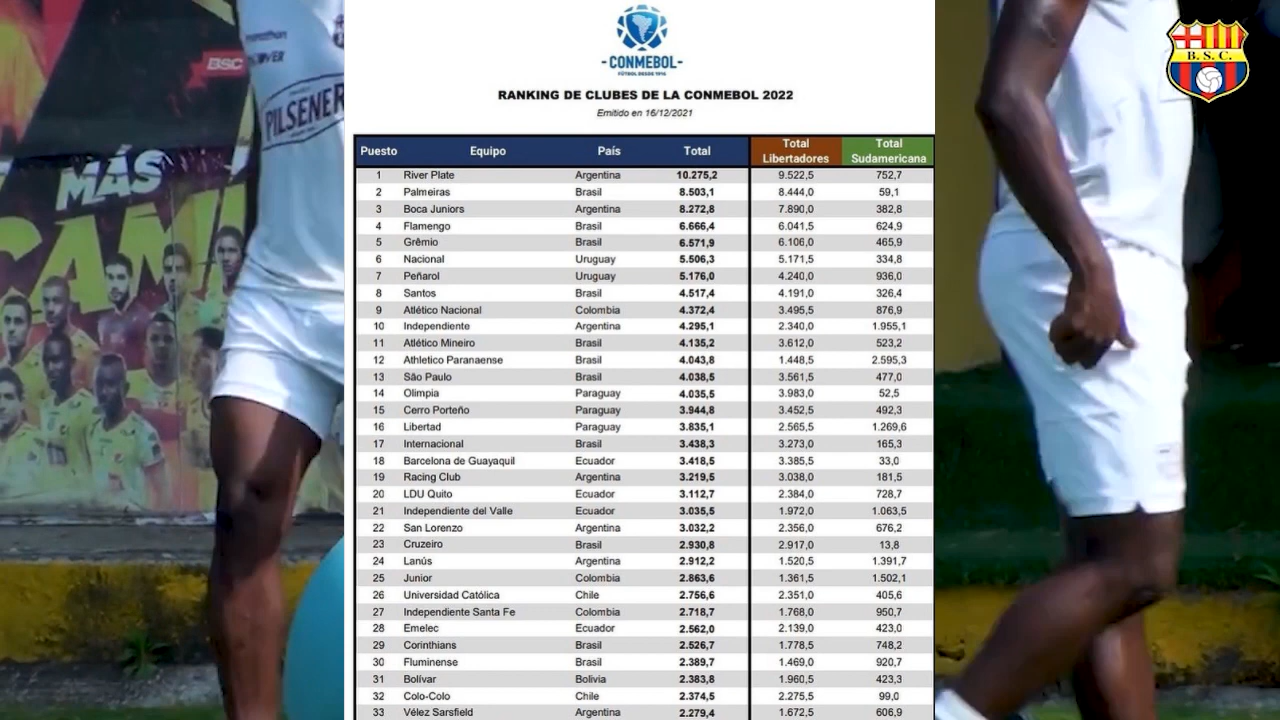 marathon
BSC
PILSENER
MÁS
B. S. C.
CONMEBOL
FÚTBOL DESDE 1916
RANKING DE CLUBES DE LA CONMEBOL 2022
Emitido en 16/12/2021
Puesto Equipo País Total Total Libertadores Total Sudamericana
1 River Plate Argentina 10.275,2 9.522,5 752,7
2 Palmeiras Brasil 8.503,1 8.444,0 59,1
3 Boca Juniors Argentina 8.272,8 7.890,0 382,8
4 Flamengo Brasil 6.666,4 6.041,5 624,9
5 Grêmio Brasil 6.571,9 6.106,0 465,9
6 Nacional Uruguay 5.506,3 5.171,5 334,8
7 Peñarol Uruguay 5.176,0 4.240,0 936,0
8 Santos Brasil 4.517,4 4.191,0 326,4
9 Atlético Nacional Colombia 4.372,4 3.495,5 876,9
10 Independiente Argentina 4.295,1 2.340,0 1.955,1
11 Atlético Mineiro Brasil 4.135,2 3.612,0 523,2
12 Athletico Paranaense Brasil 4.043,8 1.448,5 2.595,3
13 São Paulo Brasil 4.038,5 3.561,5 477,0
14 Olimpia Paraguay 4.035,5 3.983,0 52,5
15 Cerro Porteño Paraguay 3.944,8 3.452,5 492,3
16 Libertad Paraguay 3.835,1 2.565,5 1.269,6
17 Internacional Brasil 3.438,3 3.273,0 165,3
18 Barcelona de Guayaquil Ecuador 3.418,5 3.385,5 33,0
19 Racing Club Argentina 3.219,5 3.038,0 181,5
20 LDU Quito Ecuador 3.112,7 2.384,0 728,7
21 Independiente del Valle Ecuador 3.035,5 1.972,0 1.063,5
22 San Lorenzo Argentina 3.032,2 2.356,0 676,2
23 Cruzeiro Brasil 2.930,8 2.917,0 13,8
24 Lanús Argentina 2.912,2 1.520,5 1.391,7
25 Junior Colombia 2.863,6 1.361,5 1.502,1
26 Universidad Católica Chile 2.756,6 2.351,0 405,6
27 Independiente Santa Fe Colombia 2.718,7 1.768,0 950,7
28 Emelec Ecuador 2.562,0 2.139,0 423,0
29 Corinthians Brasil 2.526,7 1.778,5 748,2
30 Fluminense Brasil 2.389,7 1.469,0 920,7
31 Bolívar Bolivia 2.383,8 1.960,5 423,3
32 Colo-Colo Chile 2.374,5 2.275,5 99,0
33 Vélez Sarsfield Argentina 2.279,4 1.672,5 606,9